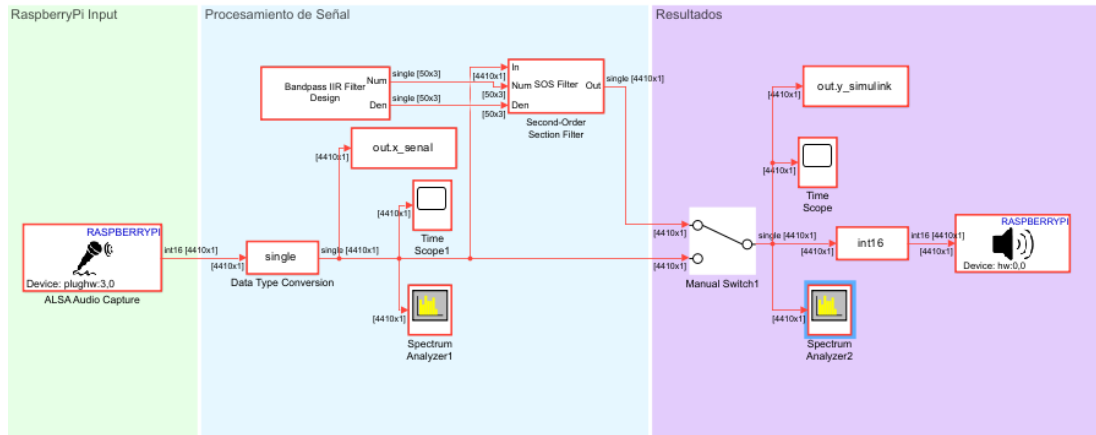 RaspberryPi Input
RASPBERRYPI
Device: plughw:3,0
ALSA Audio Capture
int16 [4410x1]
[4410x1]
Procesamiento de Señal
Bandpass IIR Filter
Design
Num
Den
single [50x3]
single [50x3]
[4410x1]
[50x3]
[50x3]
In
Num
Den
SOS Filter
Out
Second-Order
Section Filter
single [4410x1]
out.x_senal
[4410x1]
[4410x1]
Time
Scope1
single
Data Type Conversion
single [4410x1]
[4410x1]
Spectrum
Analyzer1
Resultados
[4410x1]
[4410x1]
Manual Switch1
single [4410x1]
[4410x1]
out.y_simulink
[4410x1]
Time
Scope
[4410x1]
[4410x1]
int16
int16 [4410x1]
[4410x1]
RASPBERRYPI
Device: hw:0,0
[4410x1]
Spectrum
Analyzer2